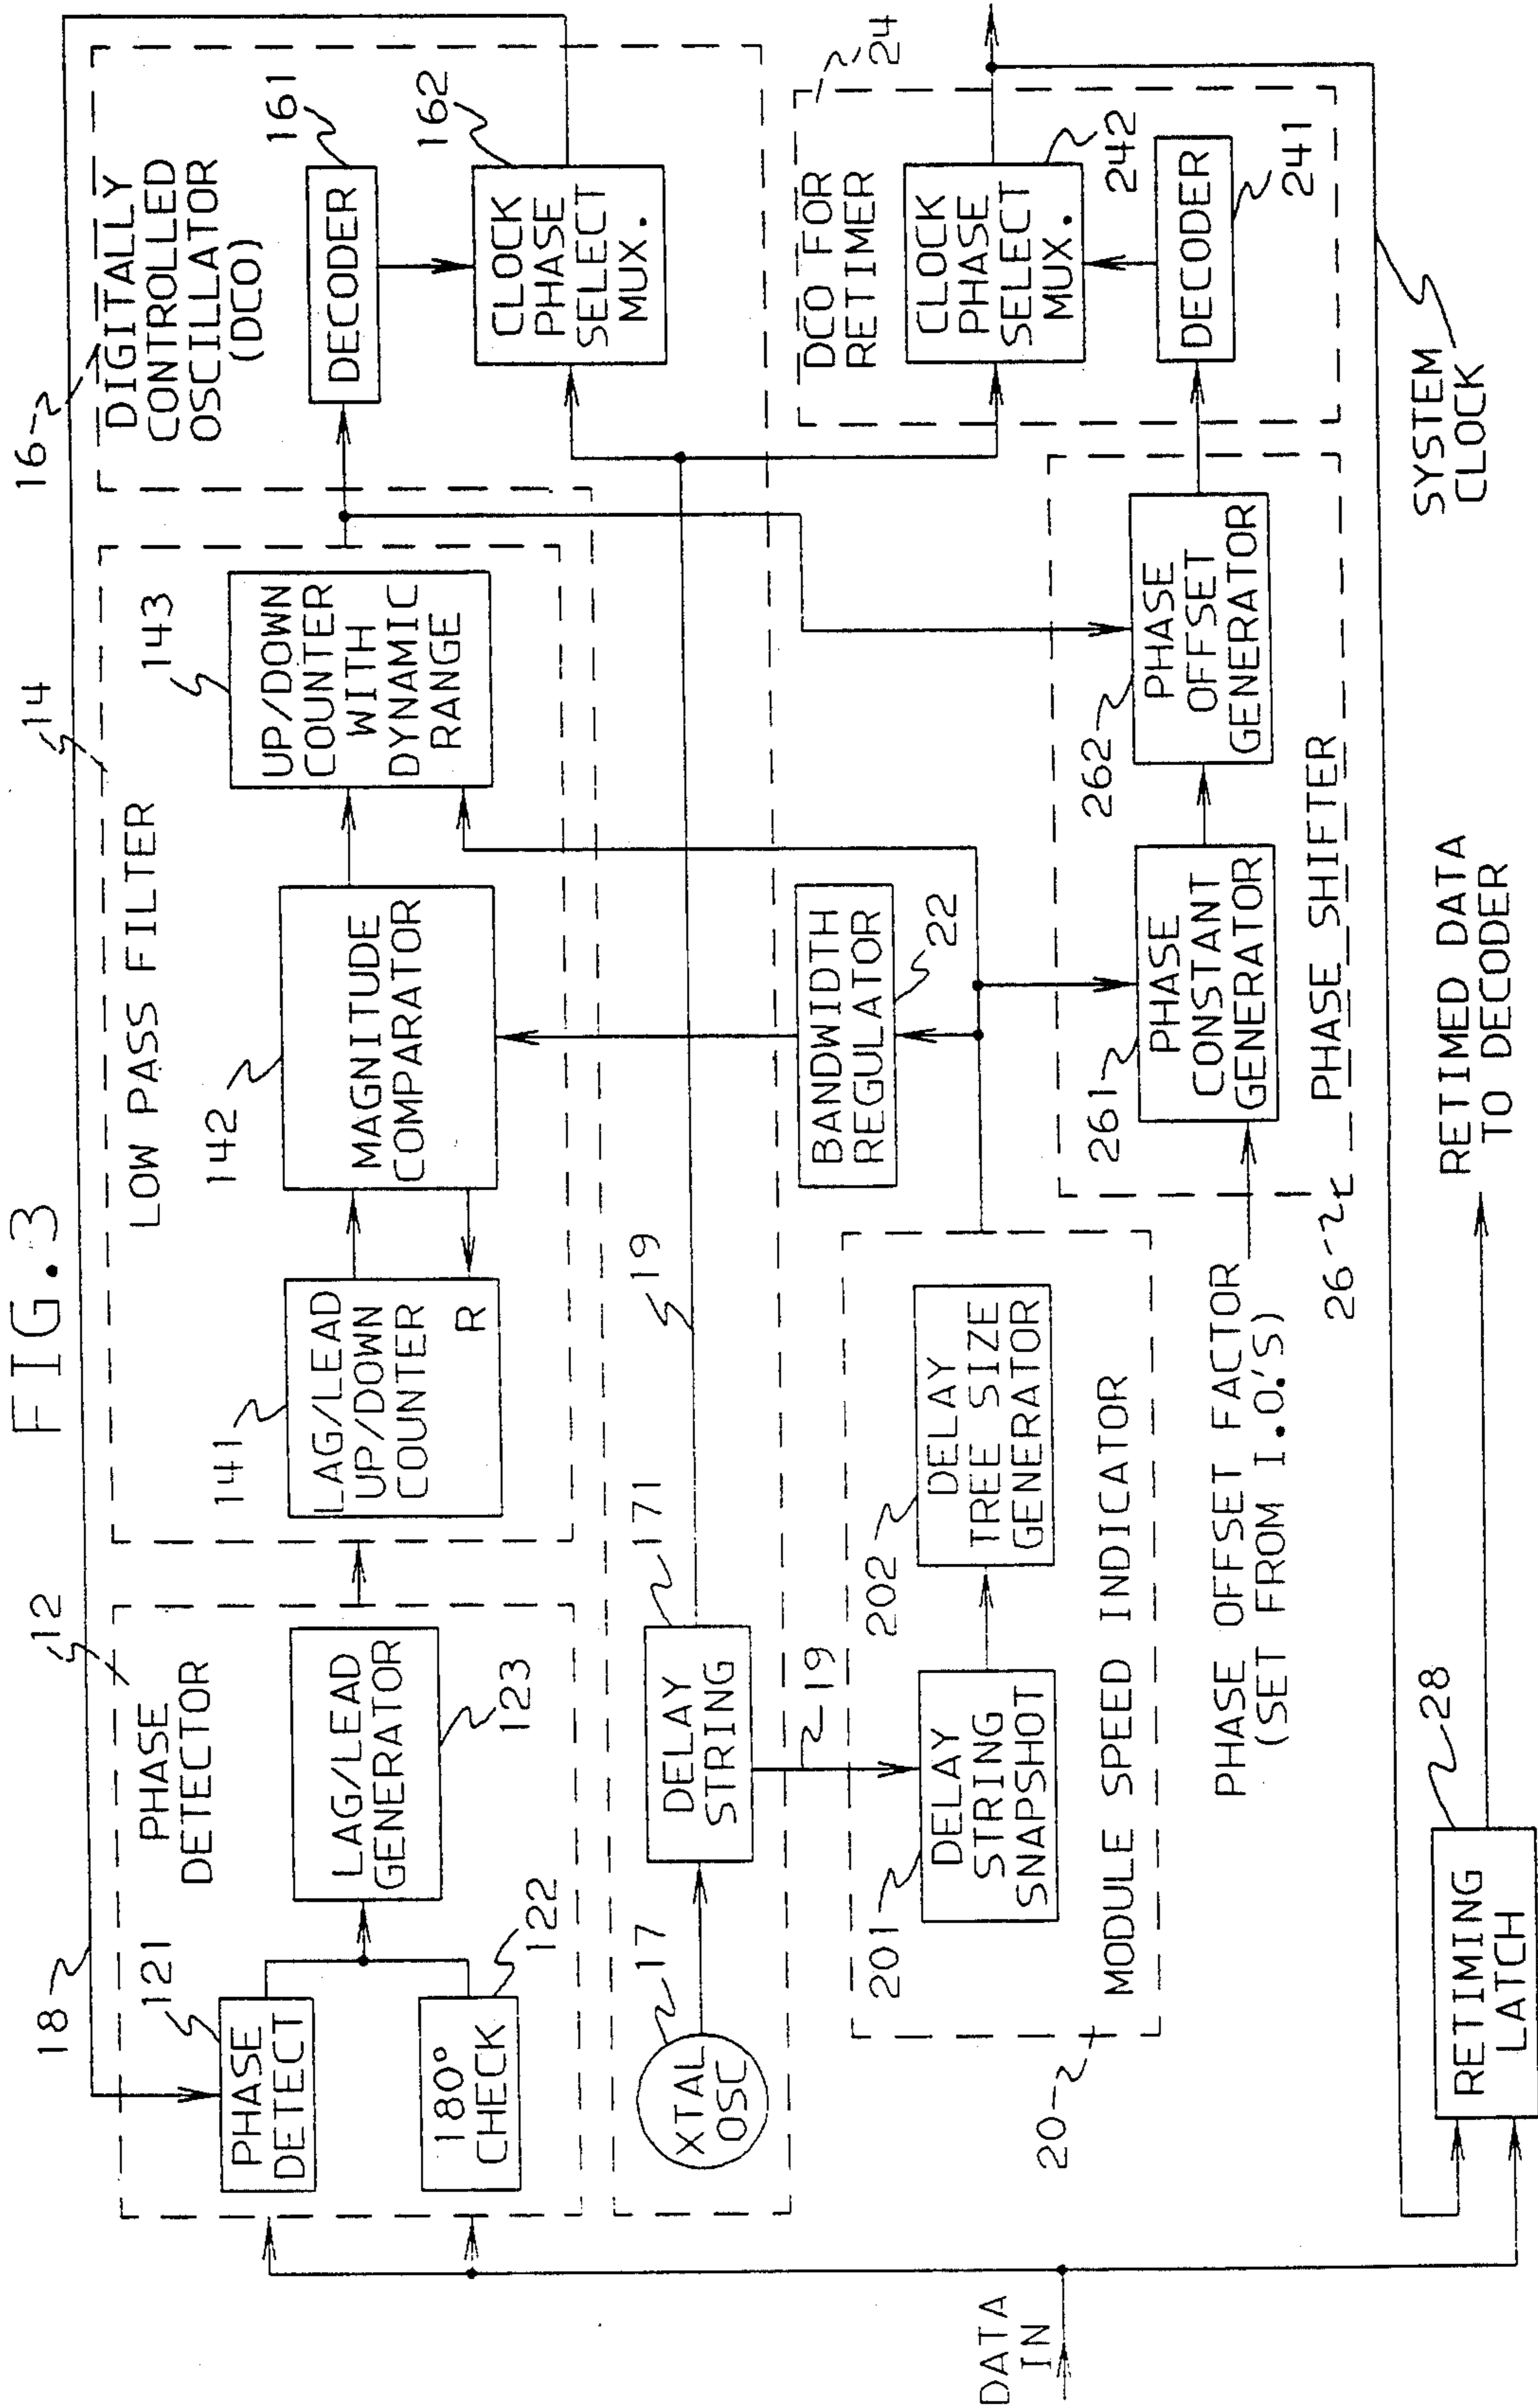 FIG.3
16
18
12
14
PHASE
DETECTOR
121
PHASE
DETECT
180°
CHECK
122
LAG/LEAD
GENERATOR
123
LOW PASS FILTER
141
LAG/LEAD
UP/DOWN
COUNTER
R
142
MAGNITUDE
COMPARATOR
143
UP/DOWN
COUNTER
WITH
DYNAMIC
RANGE
DIGITALLY
CONTROLLED
OSCILLATOR
(DCO)
161
DECODER
162
CLOCK
PHASE
SELECT
MUX.
17
XTAL
OSC
171
DELAY
STRING
19
19
201
DELAY
STRING
SNAPSHOT
202
DELAY
TREE SIZE
GENERATOR
MODULE SPEED INDICATOR
20
BANDWIDTH
REGULATOR
22
DCO FOR
RETIMER
24
CLOCK
PHASE
SELECT
MUX.
242
DECODER
241
261
PHASE
CONSTANT
GENERATOR
262
PHASE
OFFSET
GENERATOR
PHASE SHIFTER
26
PHASE OFFSET FACTOR
(SET FROM I.O.'S)
DATA
IN
28
RETIMING
LATCH
RETIMED DATA
TO DECODER
SYSTEM
CLOCK